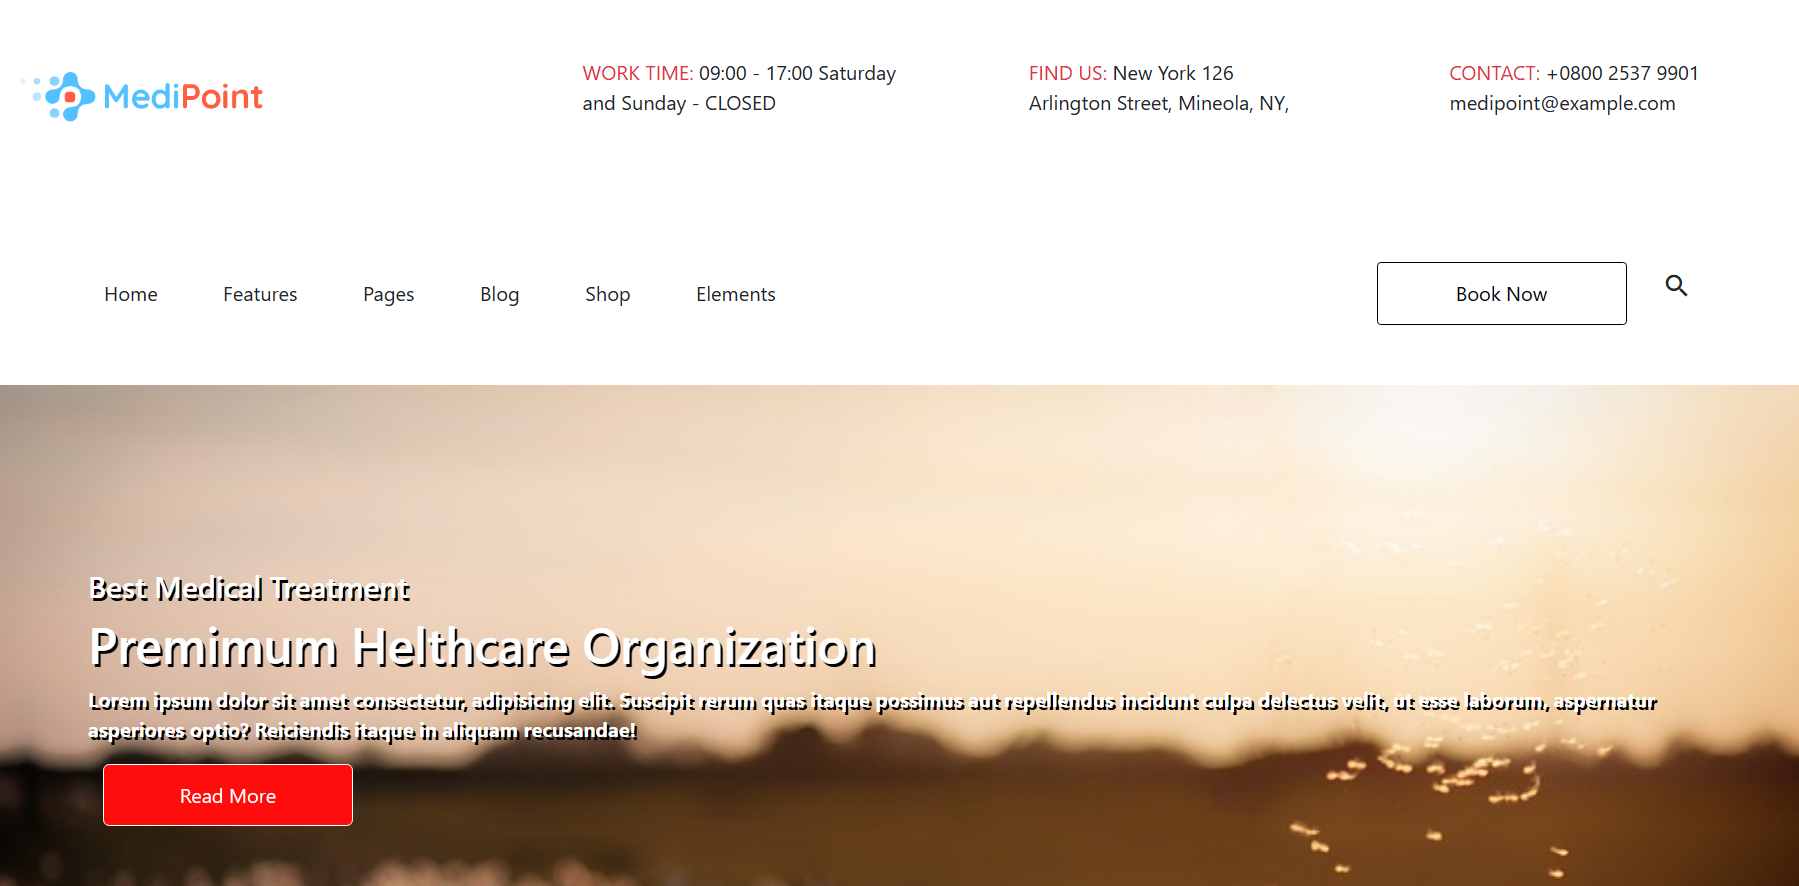 MediPoint
WORK TIME: 09:00 - 17:00 Saturday
and Sunday - CLOSED
FIND US: New York 126
Arlington Street, Mineola, NY,
CONTACT: +0800 2537 9901
medipoint@example.com
Home
Features
Pages
Blog
Shop
Elements
Book Now
Best Medical Treatment
Premimum Helthcare Organization
Lorem ipsum dolor sit amet consectetur, adipisicing elit. Suscipit rerum quas itaque possimus aut repellendus incidunt culpa delectus velit, ut esse laborum, aspernatur
asperiores optio? Reiciendis itaque in aliquam recusandae!
Read More